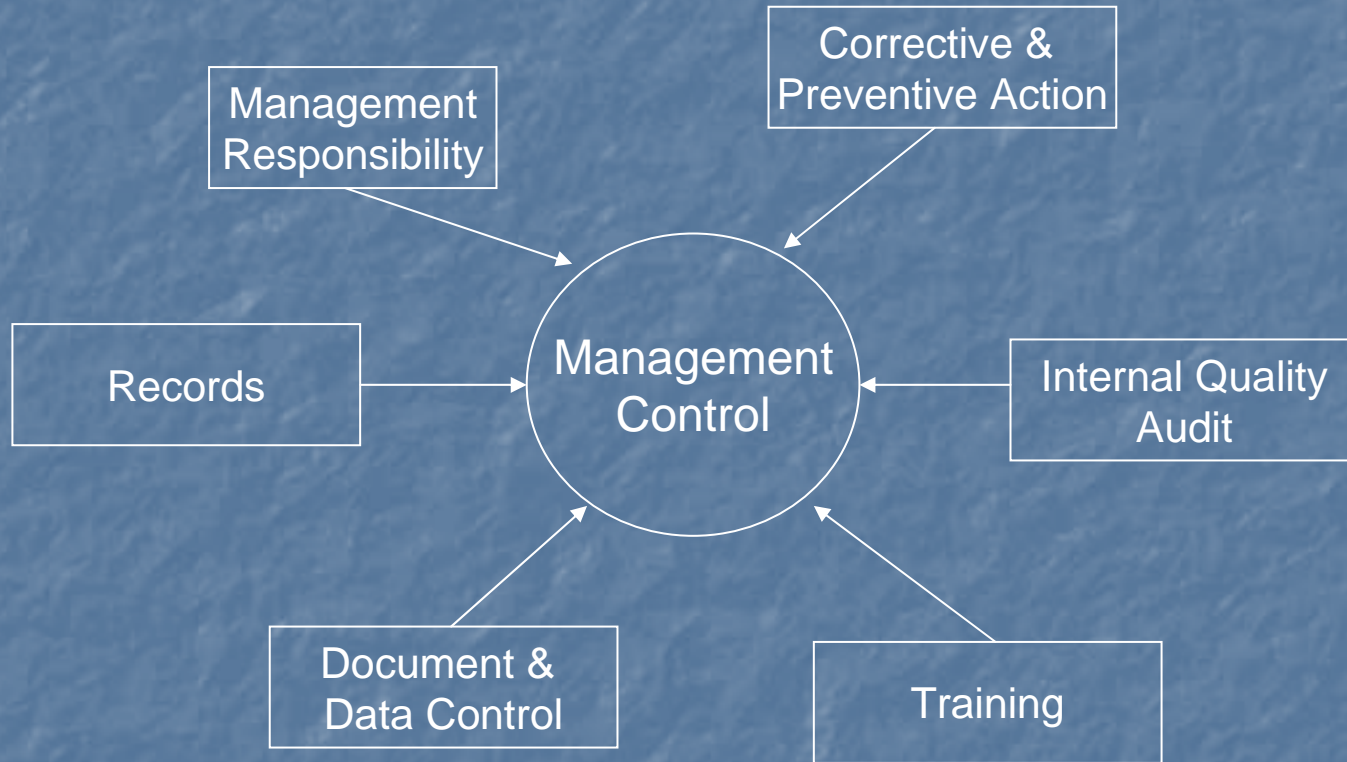 Corrective &
Preventive Action
Management
Responsibility
Records
Management
Control
Internal Quality
Audit
Document &
Data Control
Training